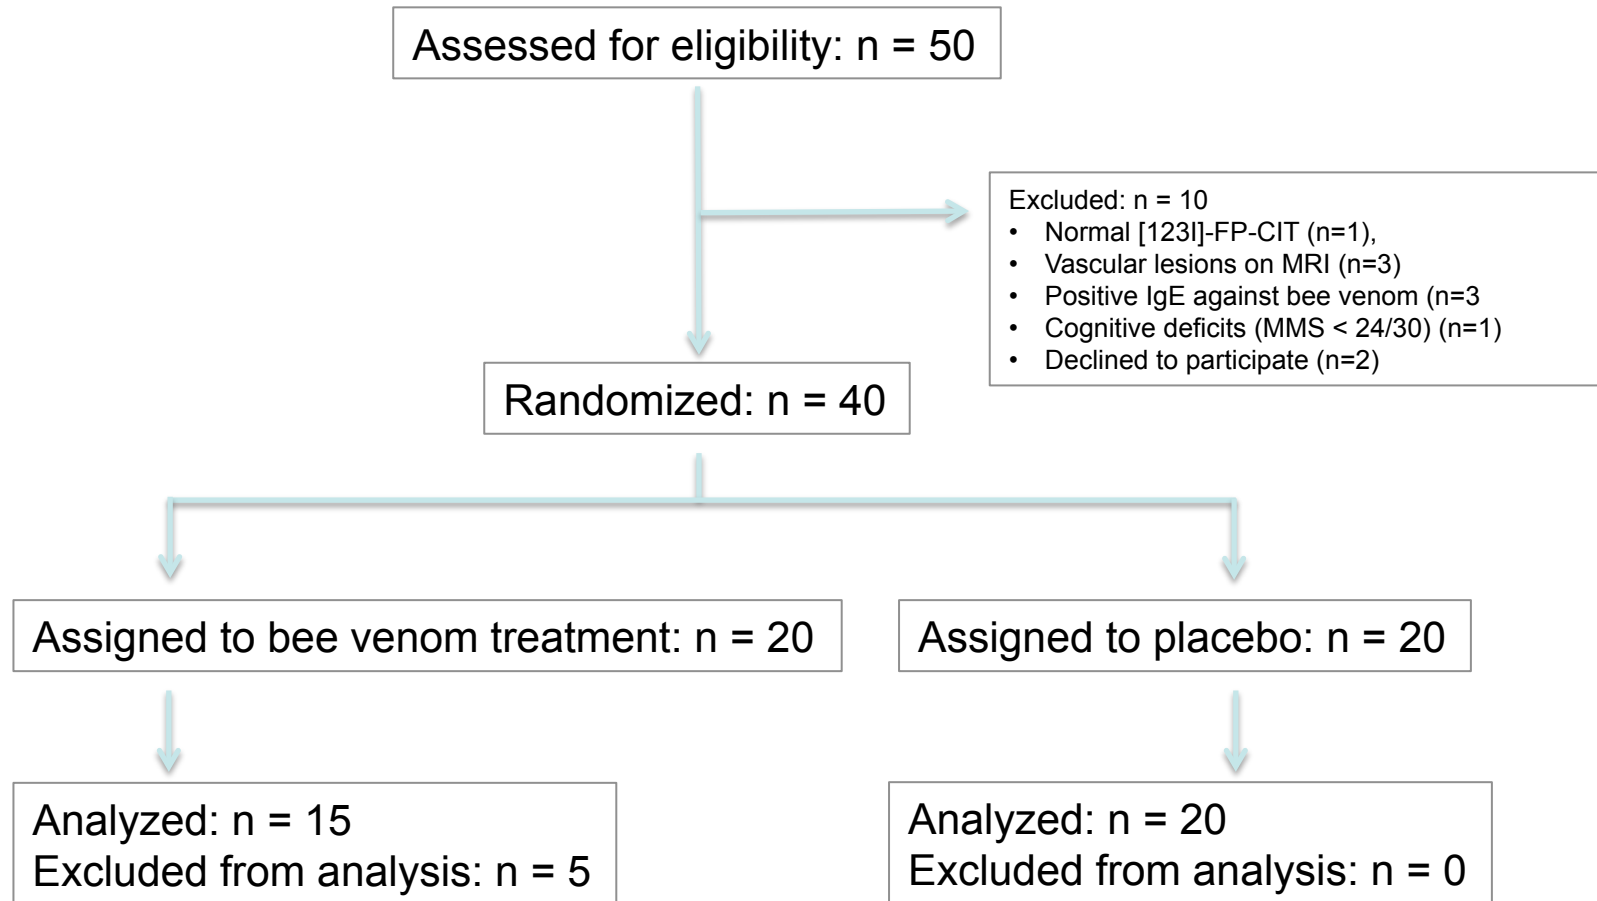 Assessed for eligibility: n = 50
Excluded: n = 10
• Normal [123I]-FP-CIT (n=1),
• Vascular lesions on MRI (n=3)
• Positive IgE against bee venom (n=3
• Cognitive deficits (MMS < 24/30) (n=1)
• Declined to participate (n=2)
Randomized: n = 40
Assigned to bee venom treatment: n = 20
Assigned to placebo: n = 20
Analyzed: n = 15
Excluded from analysis: n = 5
Analyzed: n = 20
Excluded from analysis: n = 0